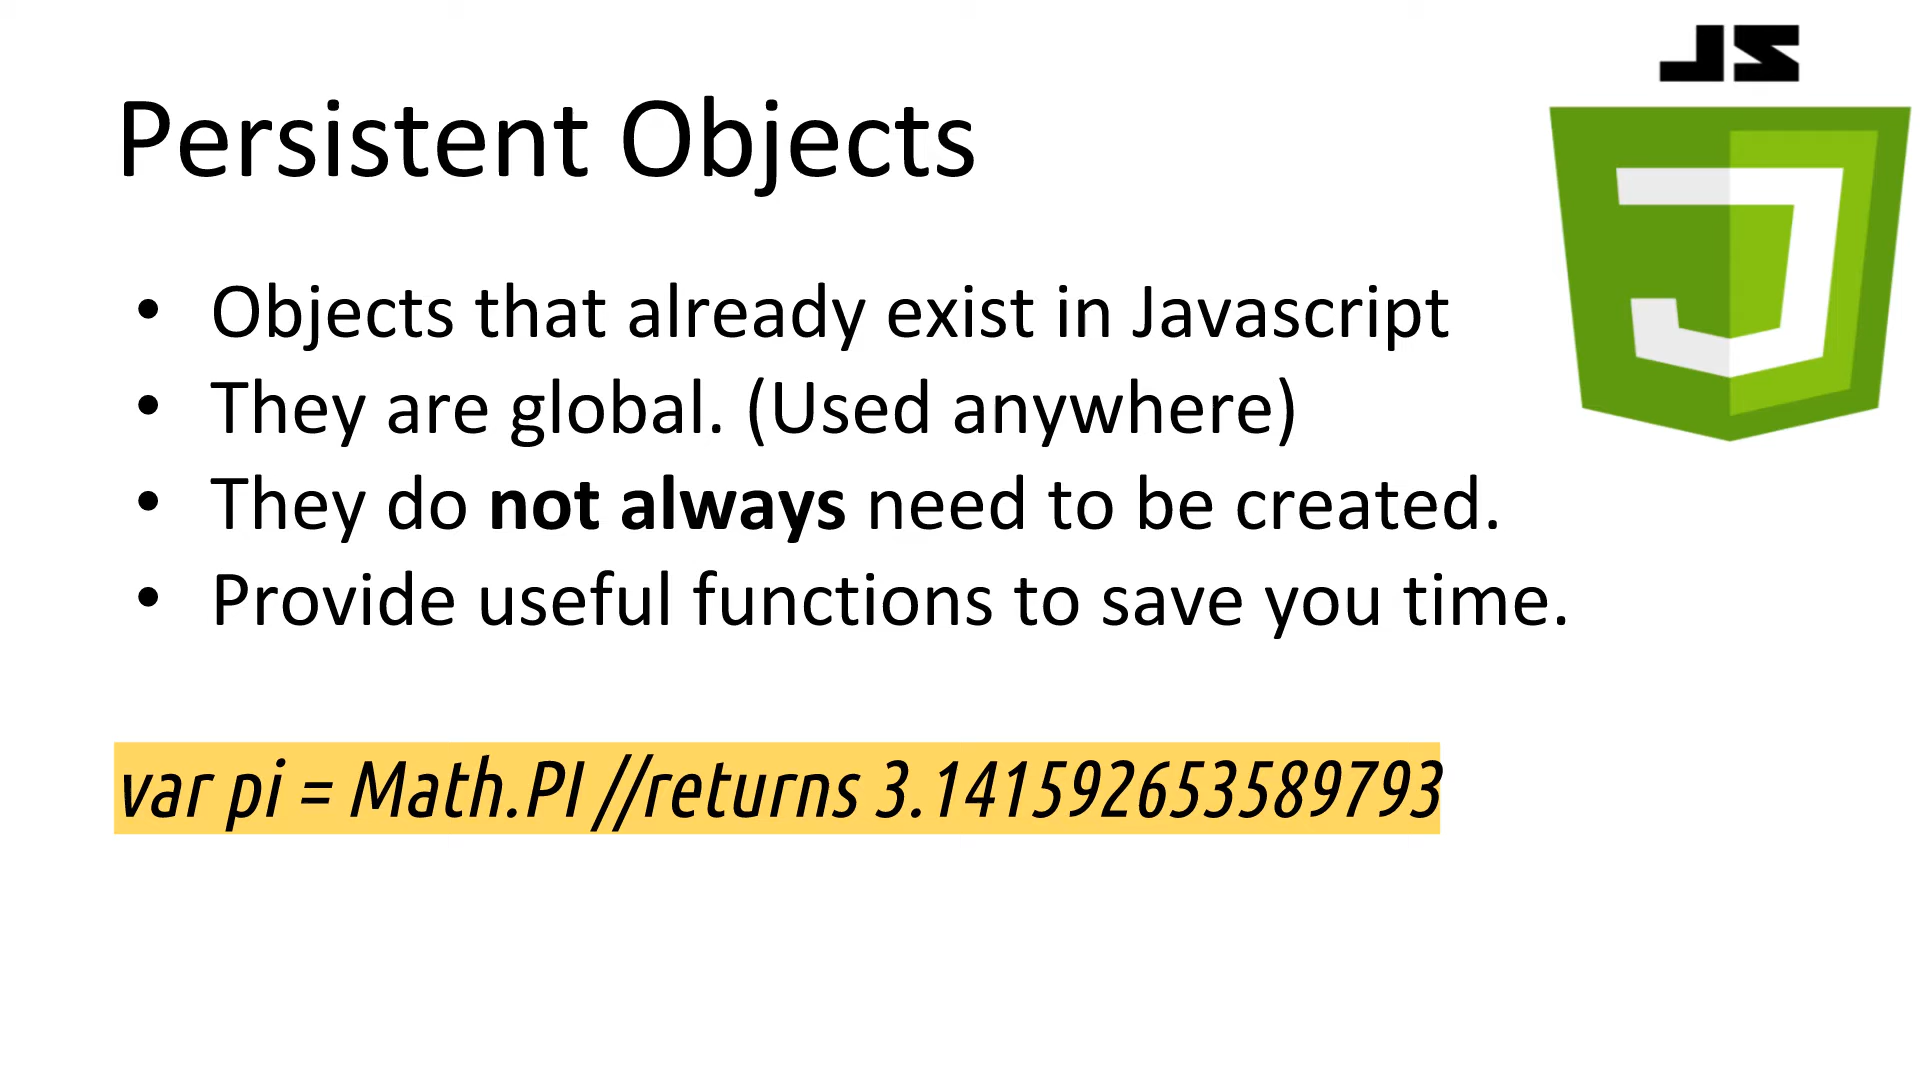 JS
Persistent Objects
• Objects that already exist in Javascript
• They are global. (Used anywhere)
• They do not always need to be created.
• Provide useful functions to save you time.
var pi = Math.PI //returns 3.141592653589793